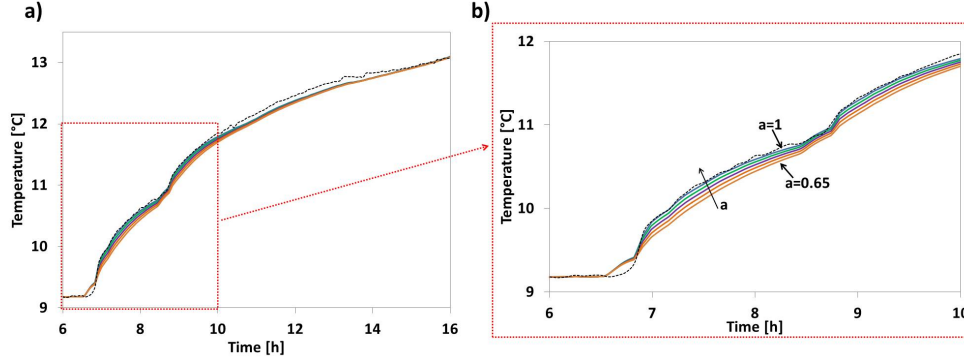 a)
Temperature [°C]
13
12
11
10
9
6
8
10
12
14
16
Time [h]
b)
Temperature [°C]
12
11
10
9
6
7
8
9
10
Time [h]
a=1
a=0.65
a